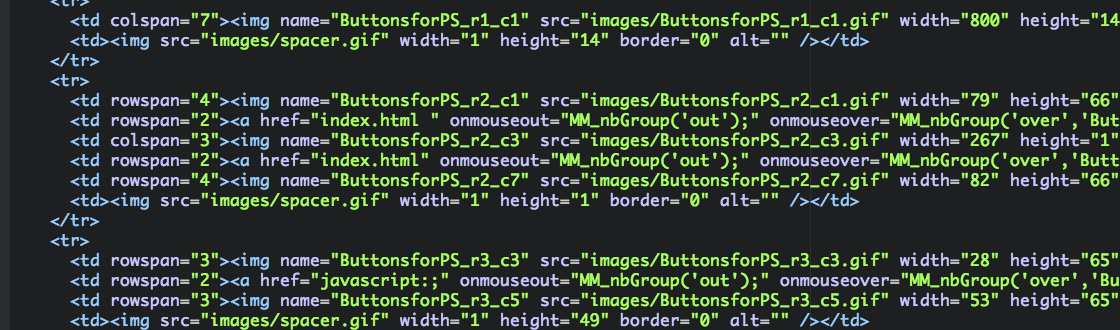 <tr>
<td colspan="7"><img name="ButtonsforPS_r1_c1" src="images/ButtonsforPS_r1_c1.gif" width="800" height="14
<td><img src="images/spacer.gif" width="1" height="14" border="0" alt="" /></td>
</tr>
<tr>
<td rowspan="4"><img name="ButtonsforPS_r2_c1" src="images/ButtonsforPS_r2_c1.gif" width="79" height="66"
<td rowspan="2"><a href="index.html " onmouseout="MM_nbGroup('out');" onmouseover="MM_nbGroup('over','But
<td colspan="3"><img name="ButtonsforPS_r2_c3" src="images/ButtonsforPS_r2_c3.gif" width="267" height="1"
<td rowspan="2"><a href="index.html" onmouseout="MM_nbGroup('out');" onmouseover="MM_nbGroup('over','Butt
<td rowspan="4"><img name="ButtonsforPS_r2_c7" src="images/ButtonsforPS_r2_c7.gif" width="82" height="66"
<td><img src="images/spacer.gif" width="1" height="1" border="0" alt="" /></td>
</tr>
<tr>
<td rowspan="3"><img name="ButtonsforPS_r3_c3" src="images/ButtonsforPS_r3_c3.gif" width="28" height="65"
<td rowspan="2"><a href="javascript:;" onmouseout="MM_nbGroup('out');" onmouseover="MM_nbGroup('over','Bu
<td rowspan="3"><img name="ButtonsforPS_r3_c5" src="images/ButtonsforPS_r3_c5.gif" width="53" height="65"
<td><img src="images/spacer.gif" width="1" height="49" border="0" alt="" /></td>